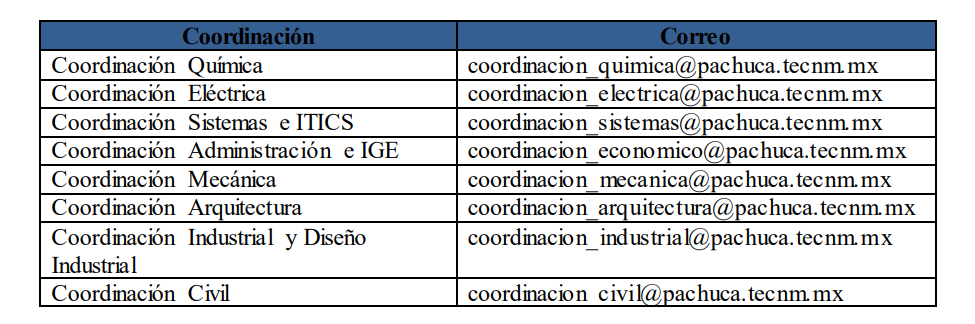 Coordinación Correo
Coordinación Química coordinacion_quimica@pachuca.tecnm.mx
Coordinación Eléctrica coordinacion_electrica@pachuca.tecnm.mx
Coordinación Sistemas e ITICS coordinacion_sistemas@pachuca.tecnm.mx
Coordinación Administración e IGE coordinacion_economico@pachuca.tecnm.mx
Coordinación Mecánica coordinacion_mecanica@pachuca.tecnm.mx
Coordinación Arquitectura coordinacion_arquitectura@pachuca.tecnm.mx
Coordinación Industrial y Diseño coordinacion_industrial@pachuca.tecnm.mx
Industrial
Coordinación Civil coordinacion_civil@pachuca.tecnm.mx